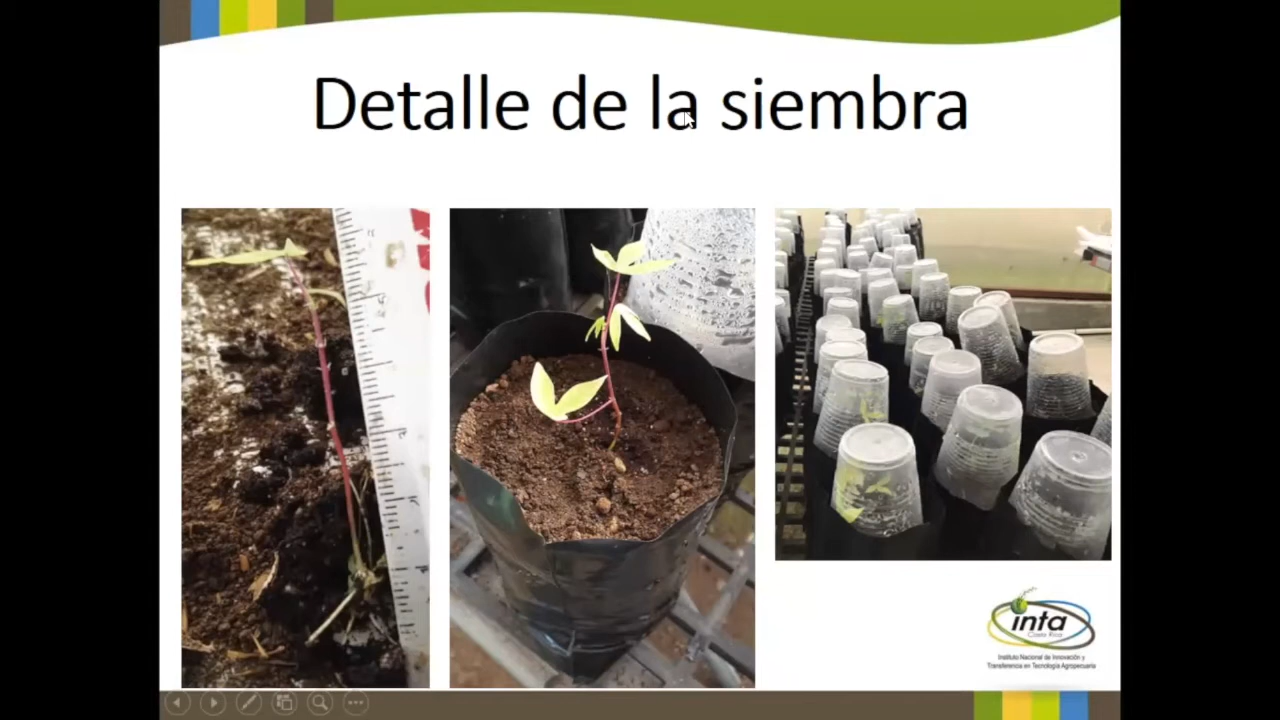 Detalle de la siembra
inta
Costa Rica
Instituto Nacional de Innovación y
Transferencia en Tecnología Agropecuaria